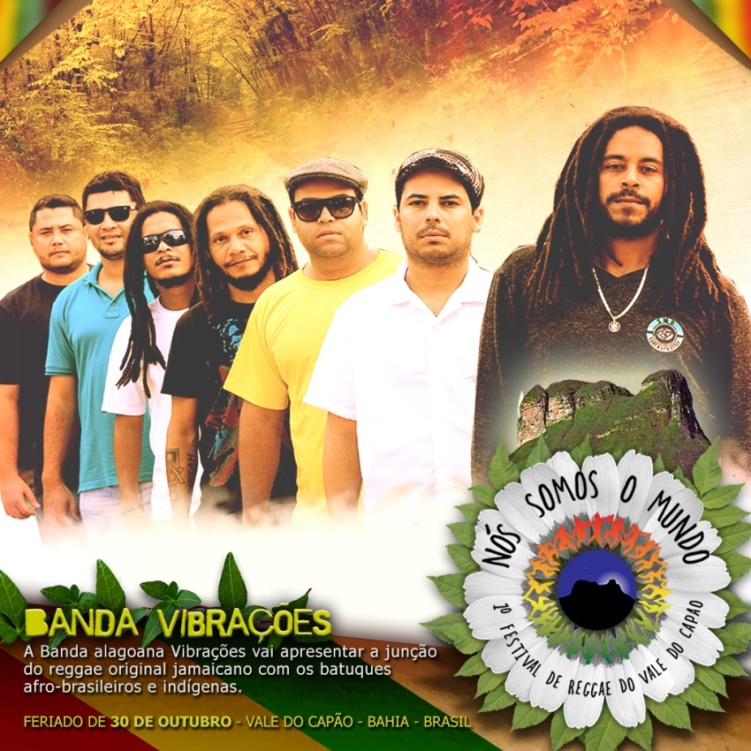 NÓS SOMOS O MUNDO
1º FESTIVAL DE REGGAE DO VALE DO CAPÃO
BANDA VIBRAÇÕES
A Banda alagoana Vibrações vai apresentar a junção
do reggae original jamaicano com os batuques
afro-brasileiros e indígenas.
FERIADO DE 30 DE OUTUBRO - VALE DO CAPÃO - BAHIA - BRASIL